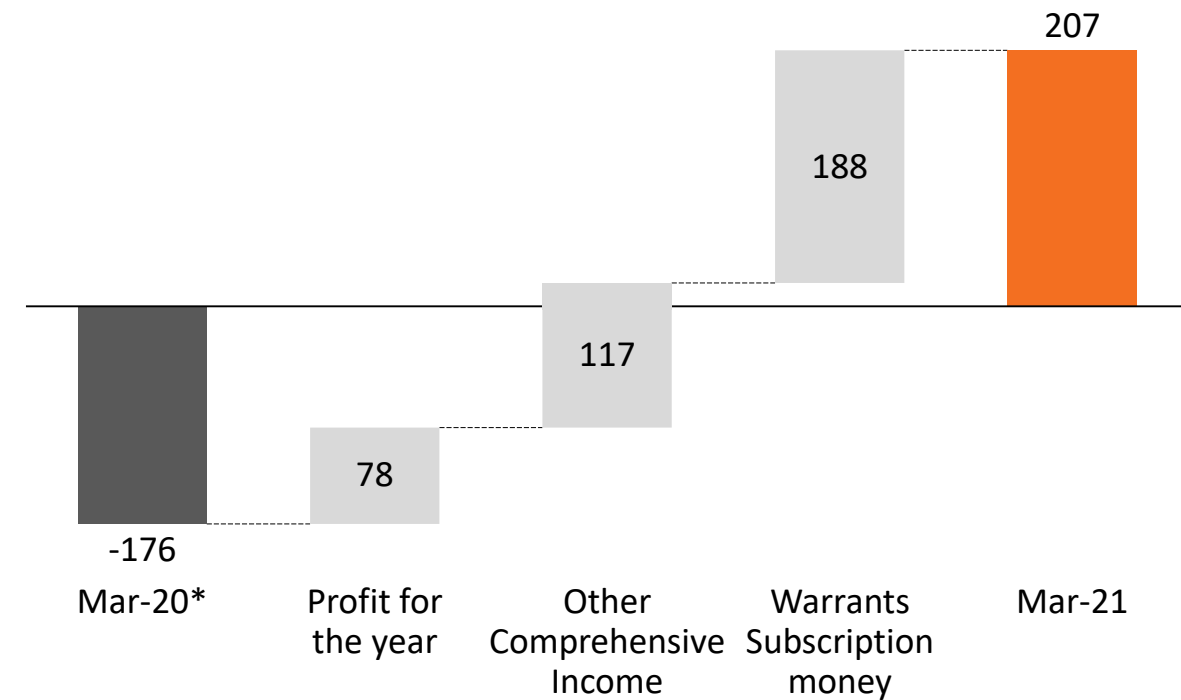 207
188
117
78
-176
Mar-20*
Profit for
the year
Other
Comprehensive
Income
Warrants
Subscription
money
Mar-21